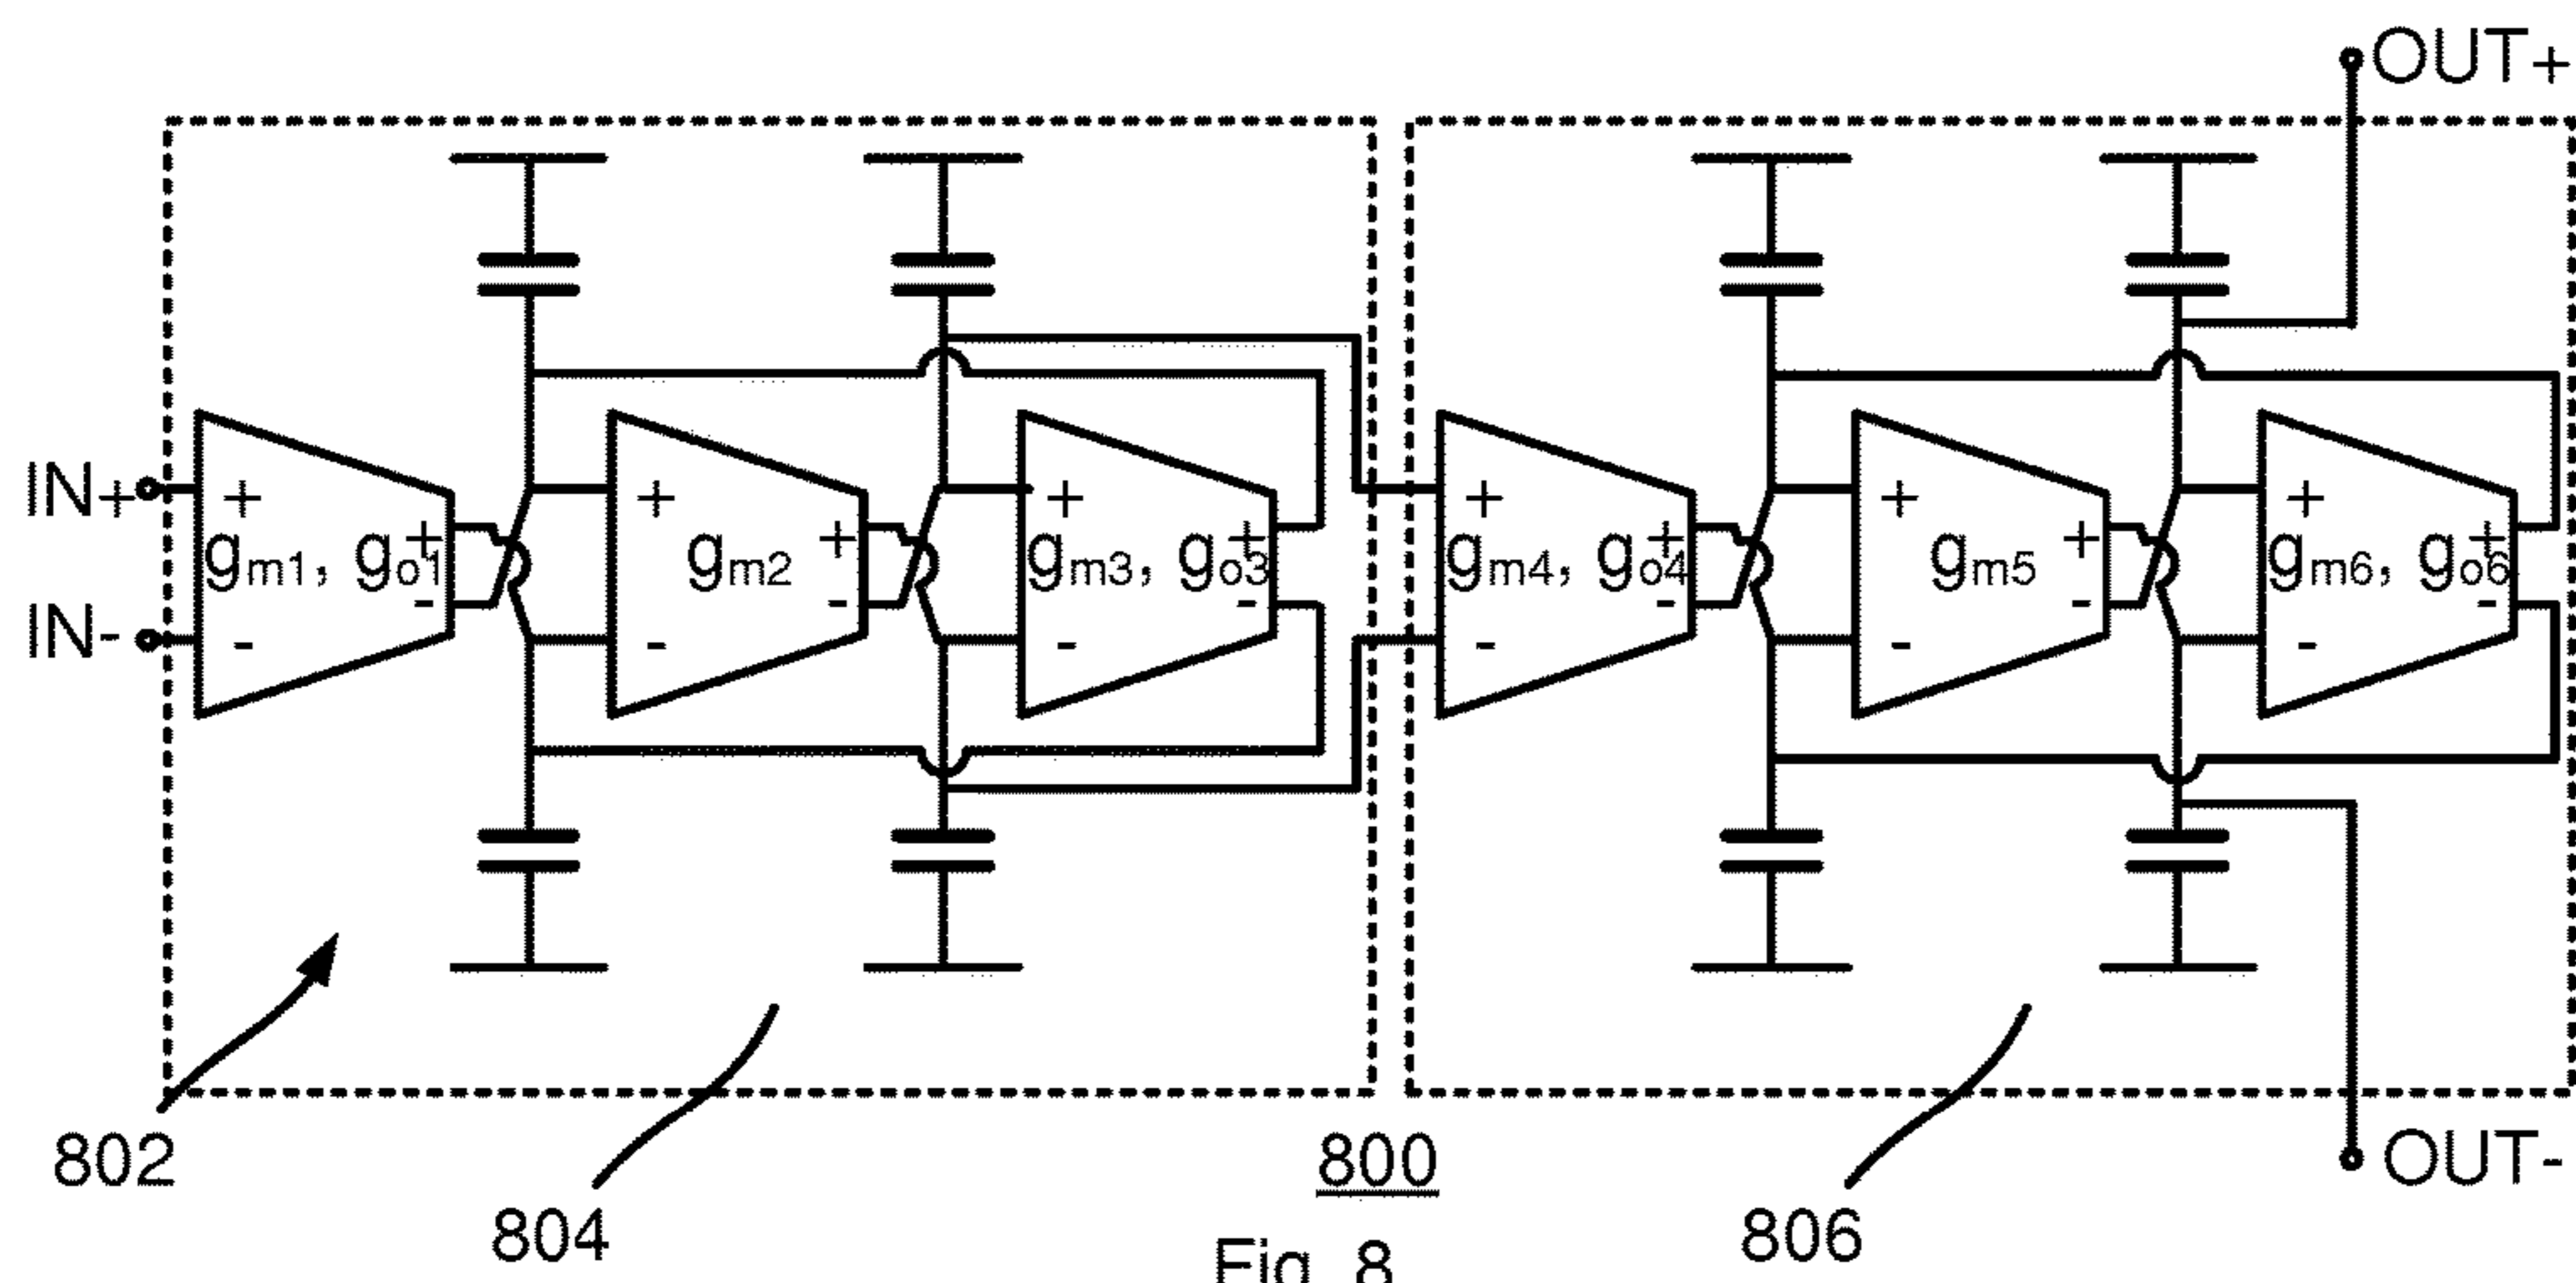 OUT+
IN+
+ + + + + +
+ + + + + +
gm1, go1 gm2 gm3, go3 gm4, go4 gm5 gm6, go6
- - - - - -
IN-
- - - - - -
802
800
OUT-
804
806
Fig. 8